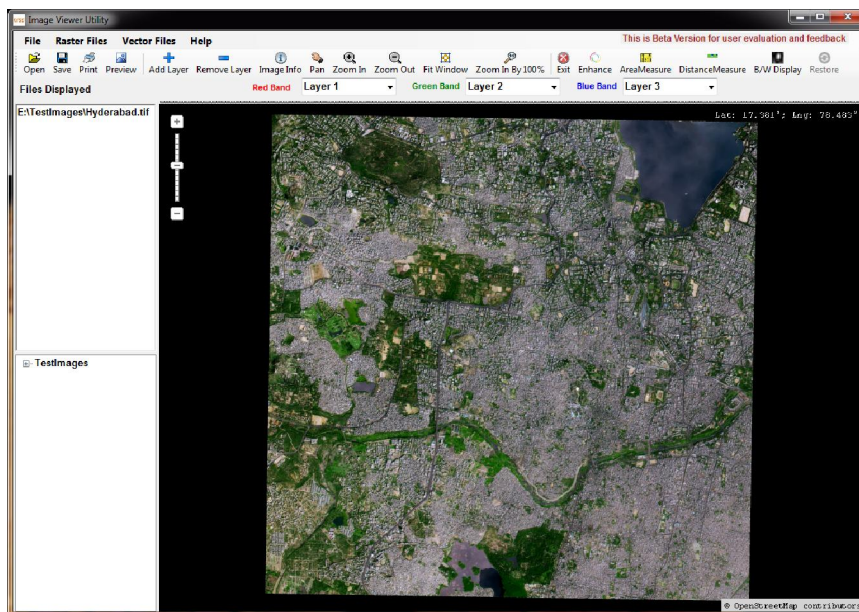 Image Viewer Utility
File Raster Files Vector Files Help
This is Beta Version for user evaluation and feedback
Open Save Print Preview Add Layer Remove Layer Image Info Pan Zoom In Zoom Out Fit Window Zoom In By 100% Exit Enhance AreaMeasure DistanceMeasure B/W Display Restore
Files Displayed
Red Band Layer 1 Green Band Layer 2 Blue Band Layer 3
E:\TestImages\Hyderabad.tif
Lat: 17.381°; Lng: 78.483°
TestImages
© OpenStreetMap contributors